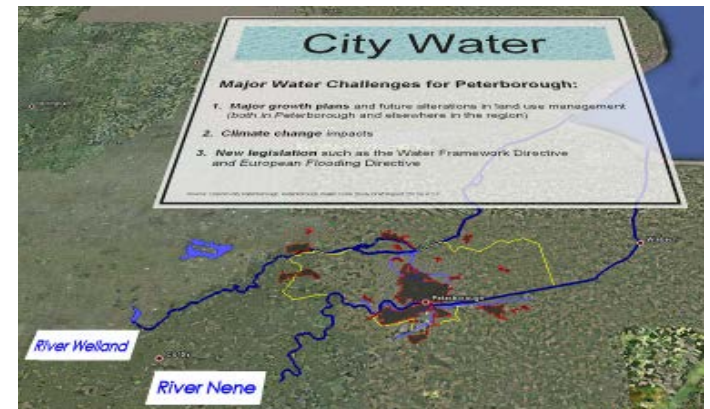 City Water
Major Water Challenges for Peterborough:
1. Major growth plans and future alterations in land use management
(both in Peterborough and elsewhere in the region)
2. Climate change impacts
3. New legislation such as the Water Framework Directive
and European Flooding Directive
Peterborough
River Welland
River Nene